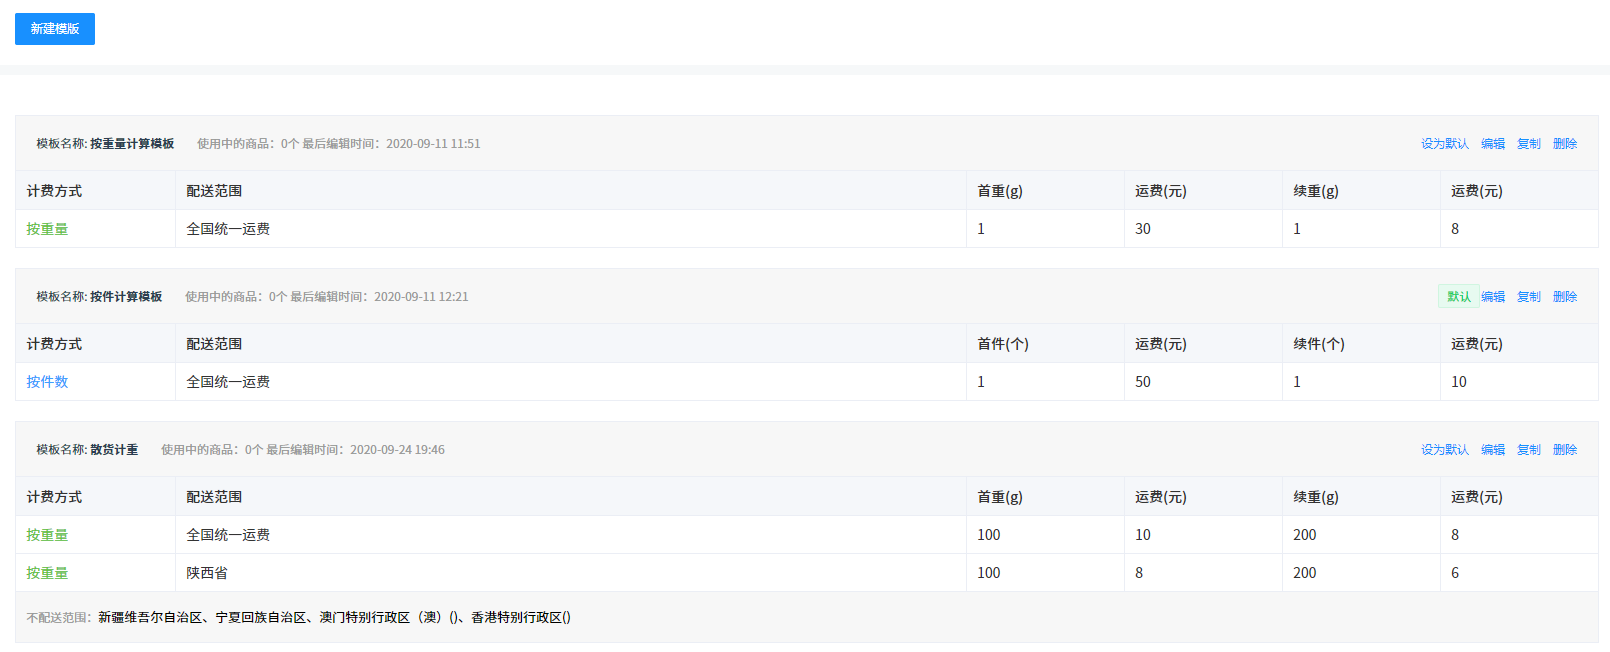 新建模版
模板名称: 按重量计算模板 使用中的商品：0个 最后编辑时间：2020-09-11 11:51 设为默认 编辑 复制 删除
计费方式 配送范围 首重(g) 运费(元) 续重(g) 运费(元)
按重量 全国统一运费 1 30 1 8
模板名称: 按件计算模板 使用中的商品：0个 最后编辑时间：2020-09-11 12:21 默认 编辑 复制 删除
计费方式 配送范围 首件(个) 运费(元) 续件(个) 运费(元)
按件数 全国统一运费 1 50 1 10
模板名称: 散货计重 使用中的商品：0个 最后编辑时间：2020-09-24 19:46 设为默认 编辑 复制 删除
计费方式 配送范围 首重(g) 运费(元) 续重(g) 运费(元)
按重量 全国统一运费 100 10 200 8
按重量 陕西省 100 8 200 6
不配送范围：新疆维吾尔自治区、宁夏回族自治区、澳门特别行政区（澳）()、香港特别行政区()